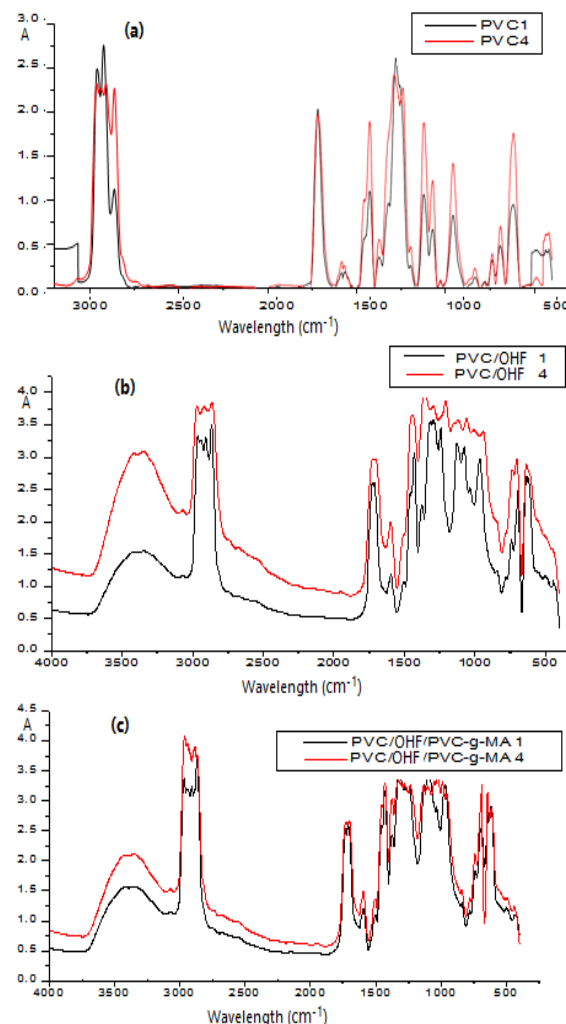 (a)
PVC1
PVC4
3.0
A
2.5
2.0
1.5
1.0
0.5
0.0
3000 2500 2000 1500 1000 500
Wavelength (cm-1)
(b)
PVC/OHF 1
PVC/OHF 4
4.0
A
3.5
3.0
2.5
2.0
1.5
1.0
0.5
0.0
4000 3500 3000 2500 2000 1500 1000 500
Wavelength (cm-1)
(c)
PVC/OHF/PVC-g-MA 1
PVC/OHF/PVC-g-MA 4
4.5
A
4.0
3.5
3.0
2.5
2.0
1.5
1.0
0.5
0.0
4000 3500 3000 2500 2000 1500 1000 500
Wavelength (cm-1)